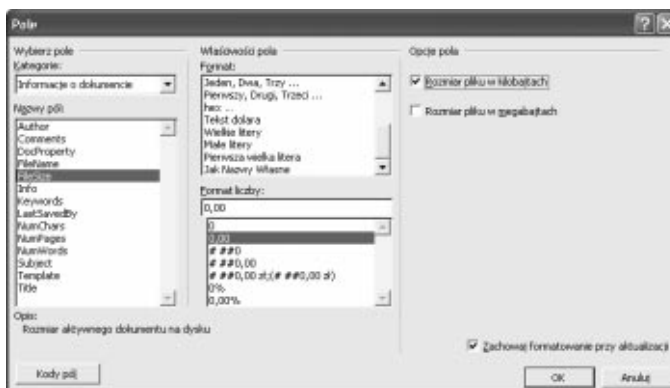 Pole
Wybierz pole
Kategorie:
Informacje o dokumencie
Nazwy pól:
Author
Comments
DocProperty
FileName
FileSize
Info
Keywords
LastSavedBy
NumChars
NumPages
NumWords
Subject
Template
Title
Opis:
Rozmiar aktywnego dokumentu na dysku
Kody pól
Właściwości pola
Format:
Jeden, Dwa, Trzy ...
Pierwszy, Drugi, Trzeci ...
hex ...
Tekst dolara
Wielkie litery
Małe litery
Pierwsza wielka litera
Jak Nazwy Własne
Format liczby:
0,00
0
0,00
# ##0
# ##0,00
# ##0,00 zł;(# ##0,00 zł)
0%
0,00%
Opcje pola
Rozmiar pliku w kilobajtach
Rozmiar pliku w megabajtach
Zachowaj formatowanie przy aktualizacji
OK
Anuluj